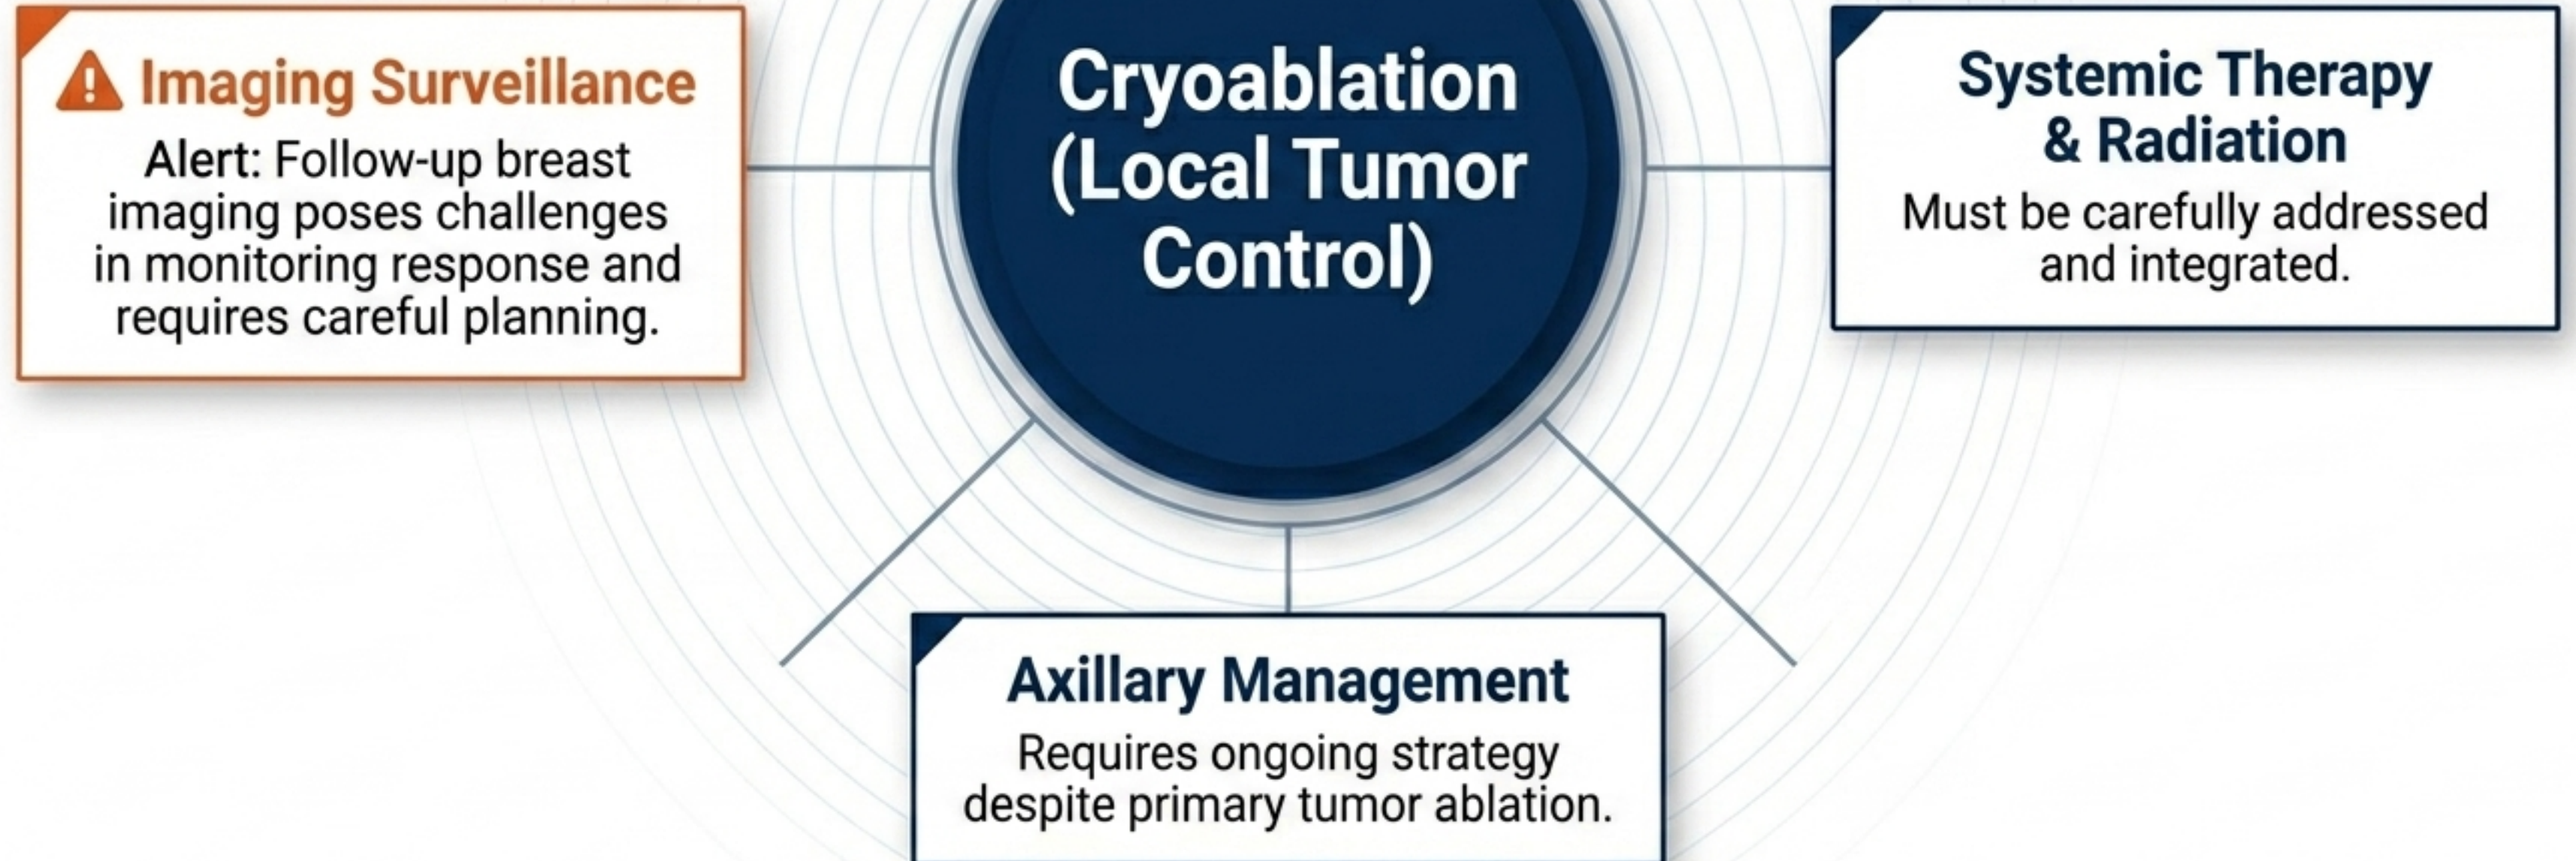 Imaging Surveillance
Alert: Follow-up breast
imaging poses challenges
in monitoring response and
requires careful planning.
Cryoablation
(Local Tumor
Control)
Systemic Therapy
& Radiation
Must be carefully addressed
and integrated.
Axillary Management
Requires ongoing strategy
despite primary tumor ablation.